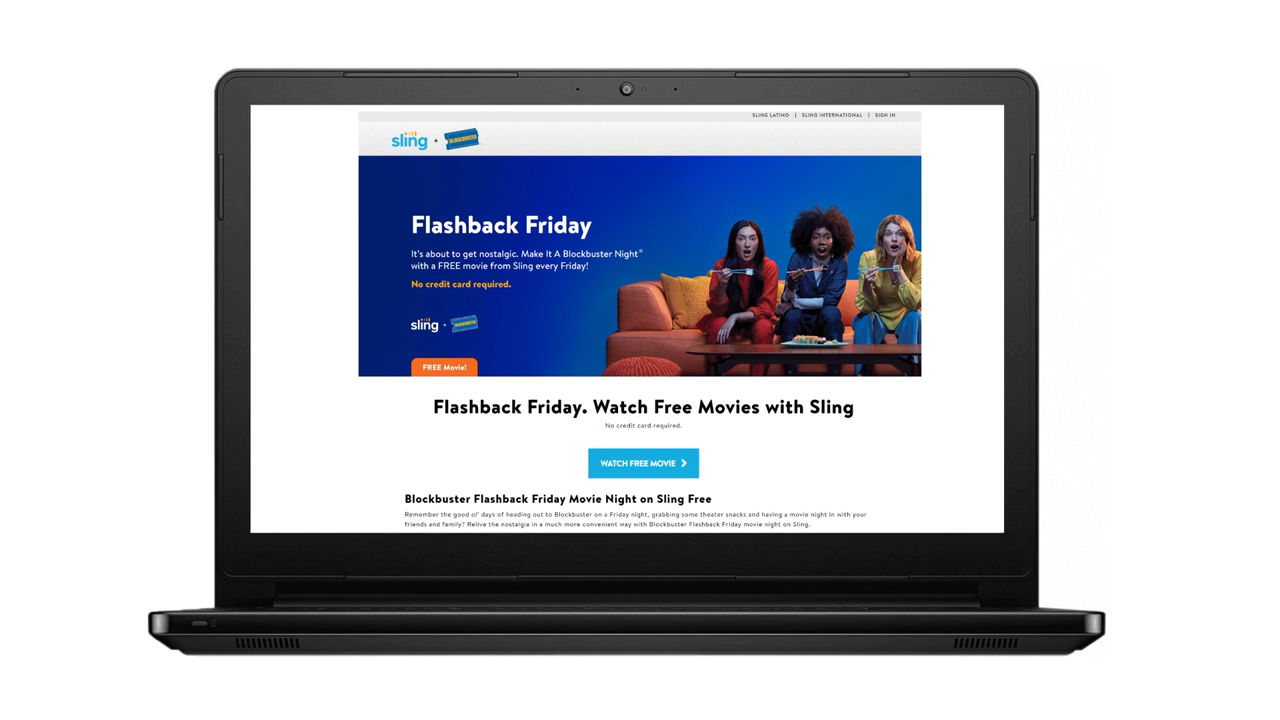 SLING LATINO | SLING INTERNATIONAL | SIGN IN
sling + BLOCKBUSTER
Flashback Friday
It's about to get nostalgic. Make It A Blockbuster Night®
with a FREE movie from Sling every Friday!
No credit card required.
sling + BLOCKBUSTER
FREE Movie!
Flashback Friday. Watch Free Movies with Sling
No credit card required.
WATCH FREE MOVIE
Blockbuster Flashback Friday Movie Night on Sling Free
Remember the good ol' days of heading out to Blockbuster on a Friday night, grabbing some theater snacks and having a movie night in with your
friends and family? Relive the nostalgia in a much more convenient way with Blockbuster Flashback Friday movie night on Sling.